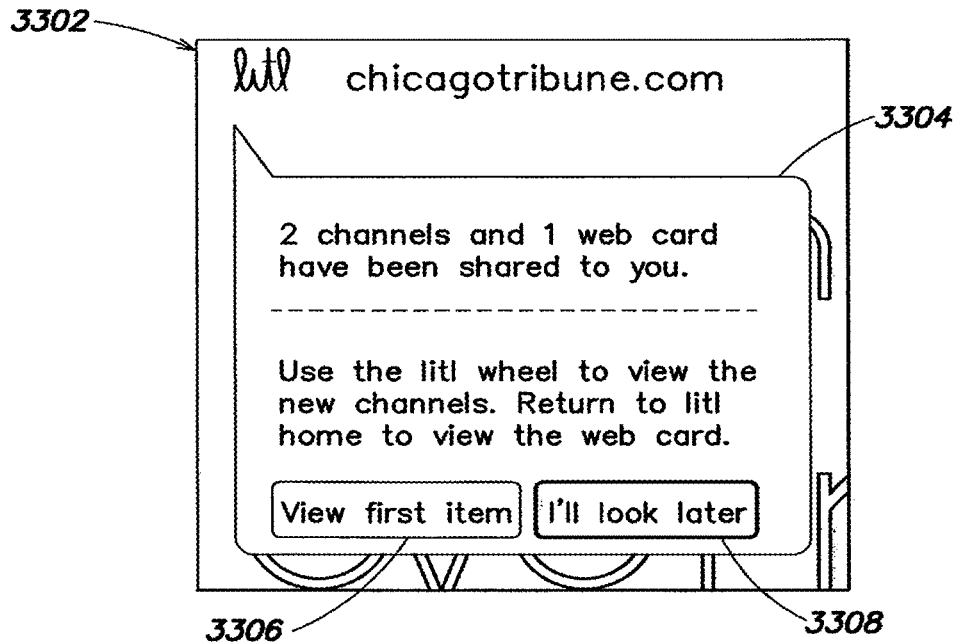 3302
litl chicagotribune.com
3304
2 channels and 1 web card
have been shared to you.
Use the litl wheel to view the
new channels. Return to litl
home to view the web card.
View first item I'll look later
3306
3308